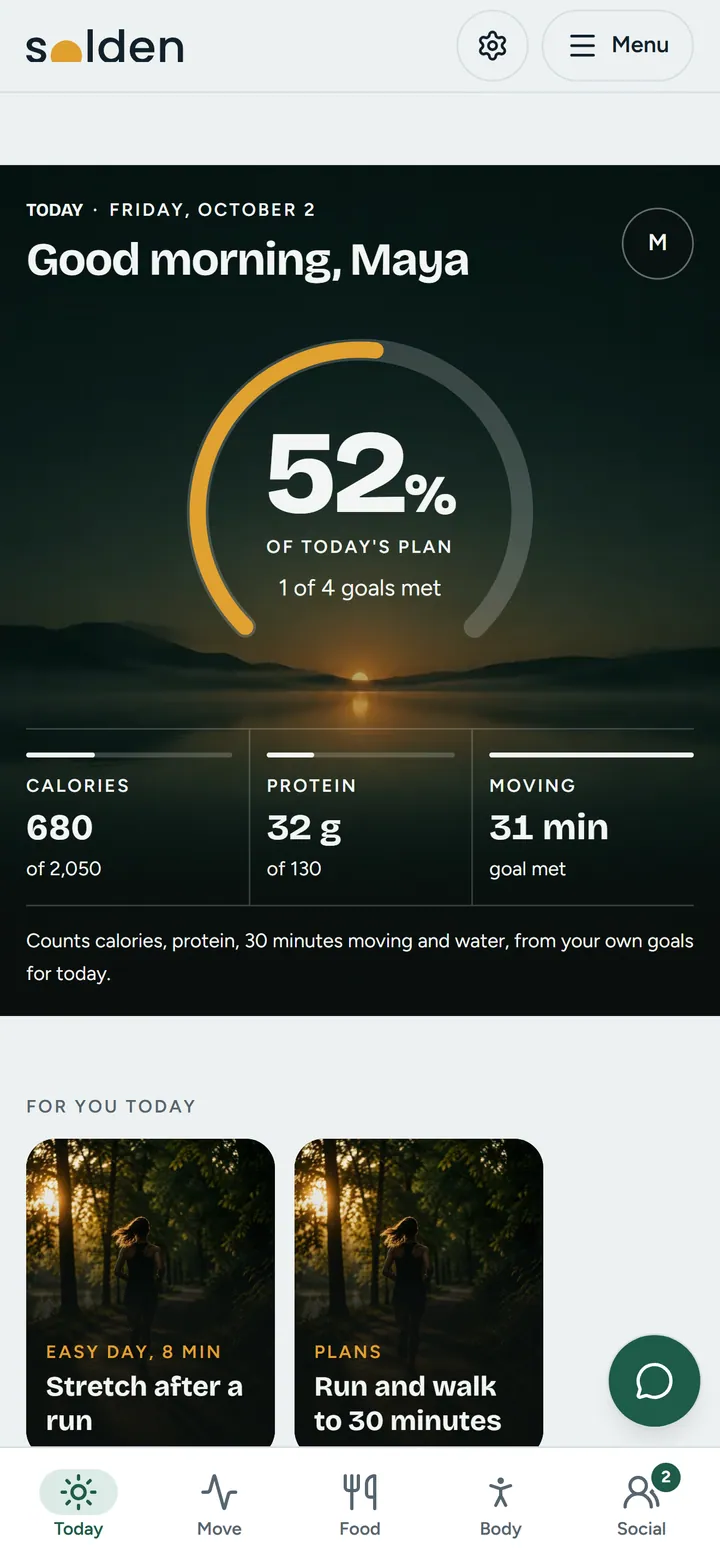 solden
Menu
TODAY · FRIDAY, OCTOBER 2
Good morning, Maya
M
52%
OF TODAY'S PLAN
1 of 4 goals met
CALORIES
680
of 2,050
PROTEIN
32 g
of 130
MOVING
31 min
goal met
Counts calories, protein, 30 minutes moving and water, from your own goals
for today.
FOR YOU TODAY
EASY DAY, 8 MIN
Stretch after a
run
PLANS
Run and walk
to 30 minutes
Today
Move
Food
Body
2
Social